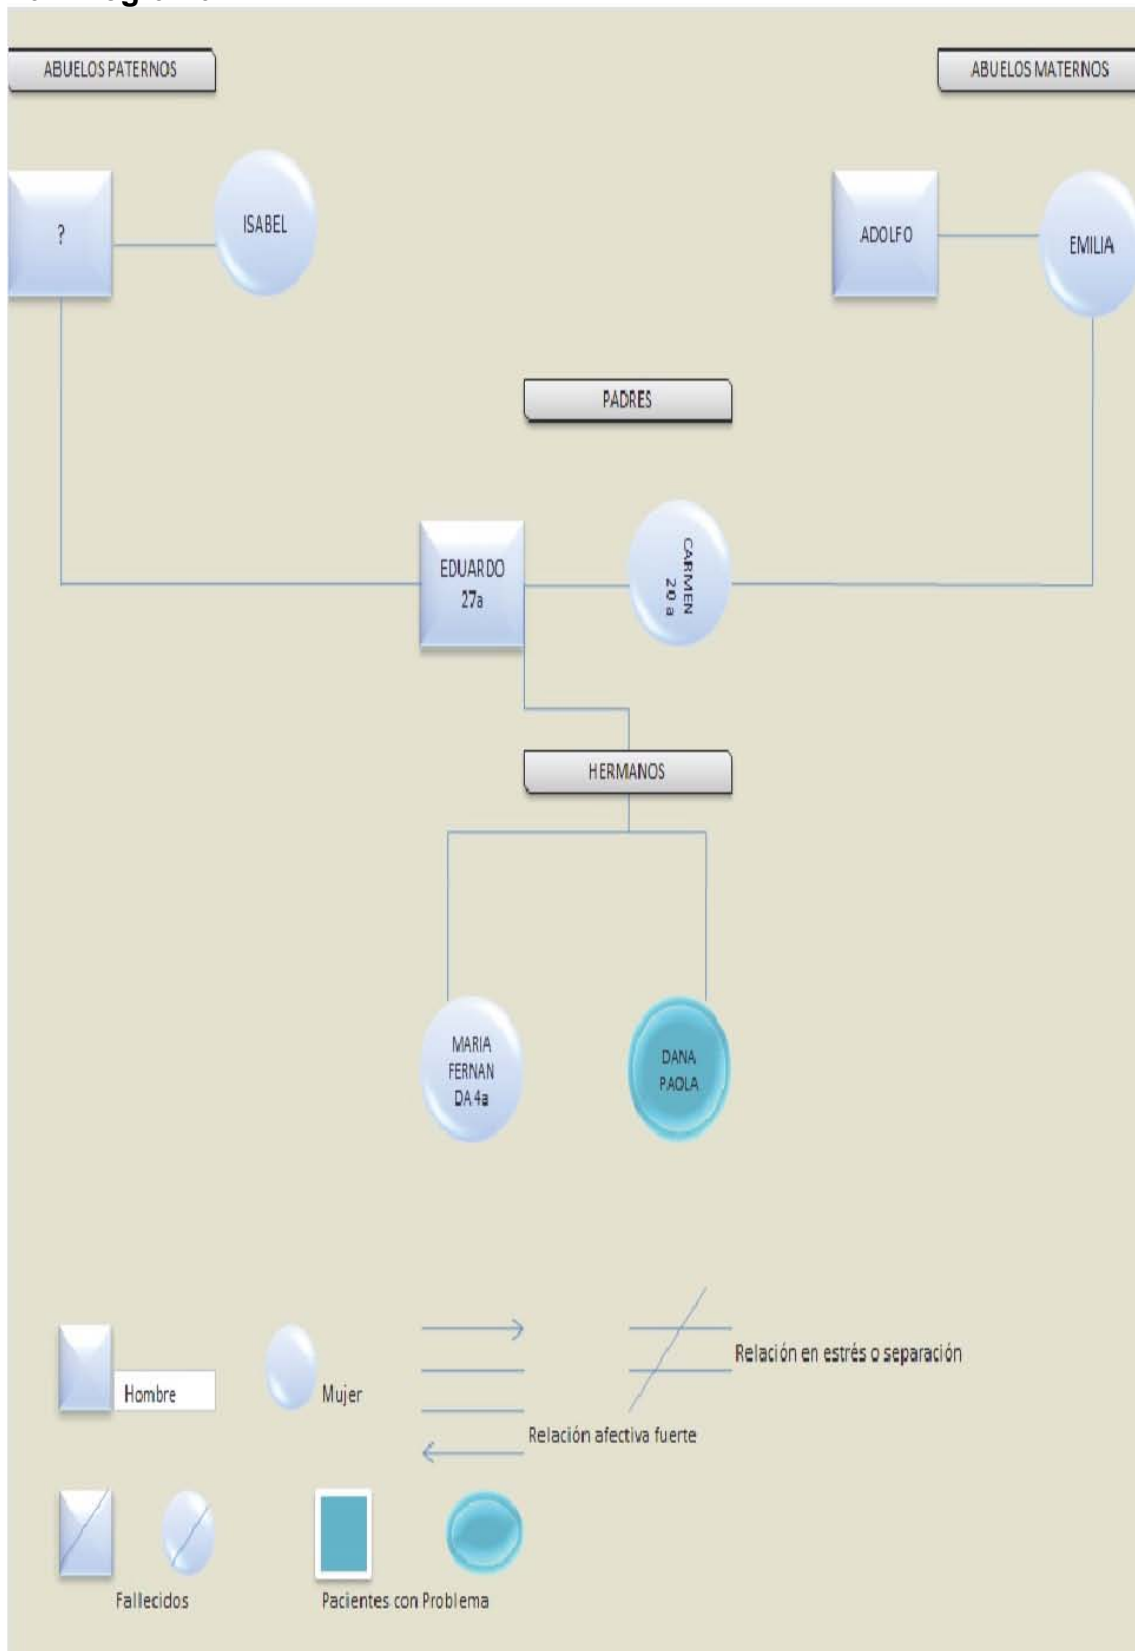 ABUELOS PATERNOS
ABUELOS MATERNOS
?
ISABEL
ADOLFO
EMILIA
PADRES
EDUARDO
27a
CARMEN
20 a
HERMANOS
MARIA
FERNAN
DA 4a
DANA
PAOLA
Relación en estrés o separación
Hombre
Mujer
Relación afectiva fuerte
Fallecidos
Pacientes con Problema